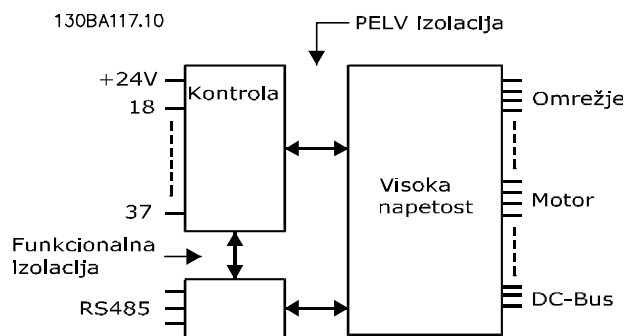 130BA117.10
PELV izolacija
+24V
18
37
Kontrola
Visoka
napetost
Omrežje
Motor
DC-Bus
Funkcionalna
izolacija
RS485